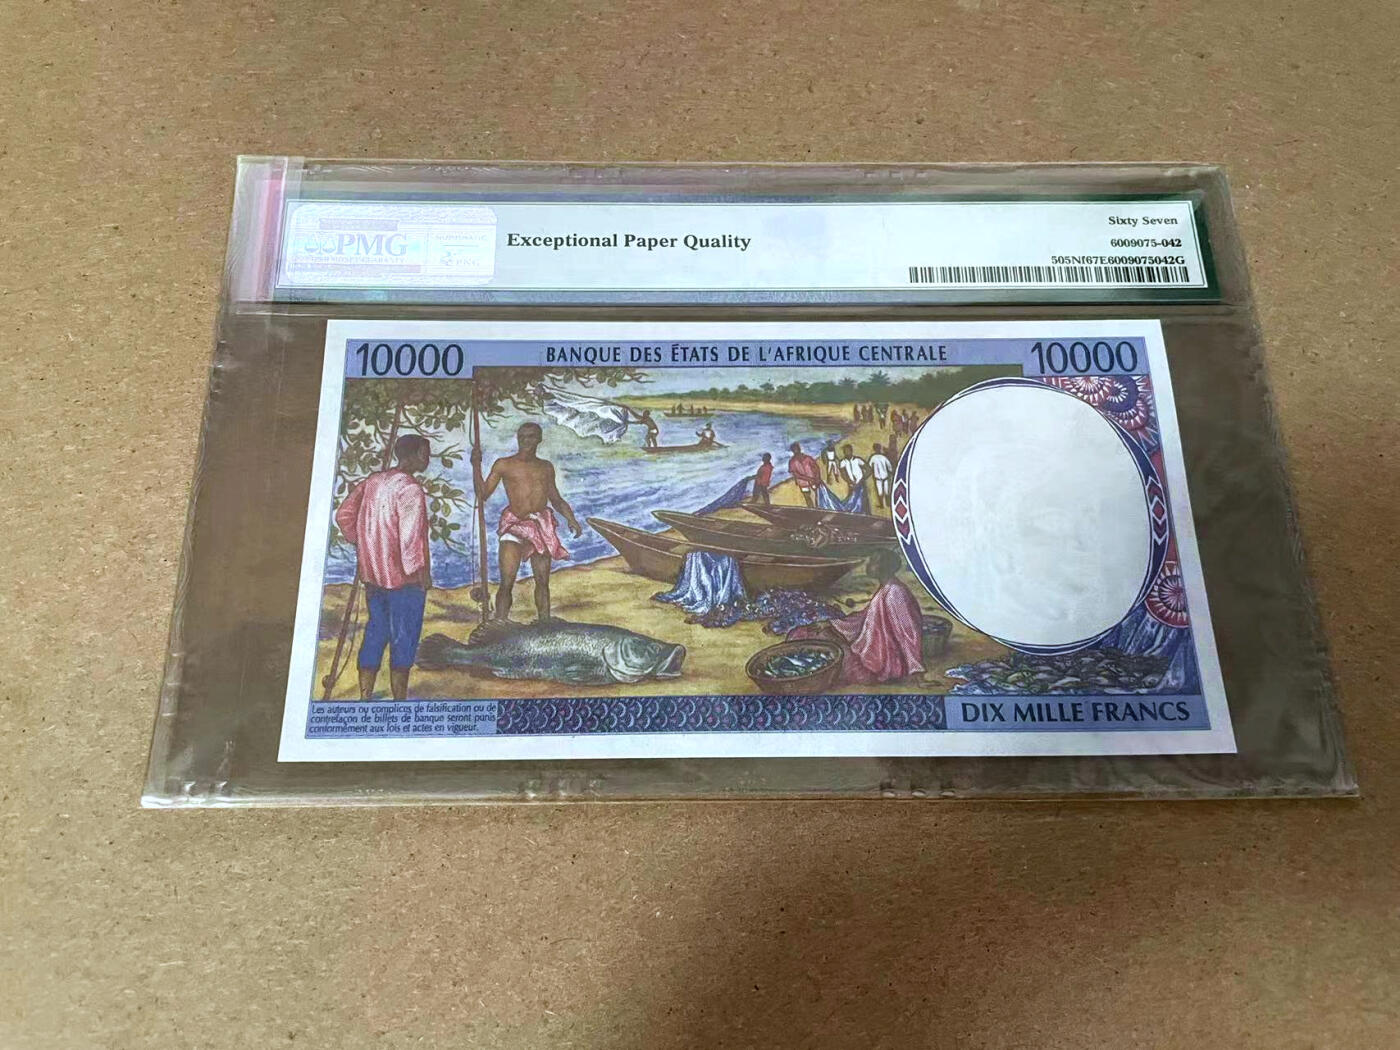 PMG
Exceptional Paper Quality
Sixty Seven
6009075-042
505Nf67E6009075042G
10000
BANQUE DES ÉTATS DE L'AFRIQUE CENTRALE
10000
Les auteurs ou complices de falsification ou de
contrefaçon de billets de banque seront punis
conformément aux lois et actes en vigueur.
DIX MILLE FRANCS